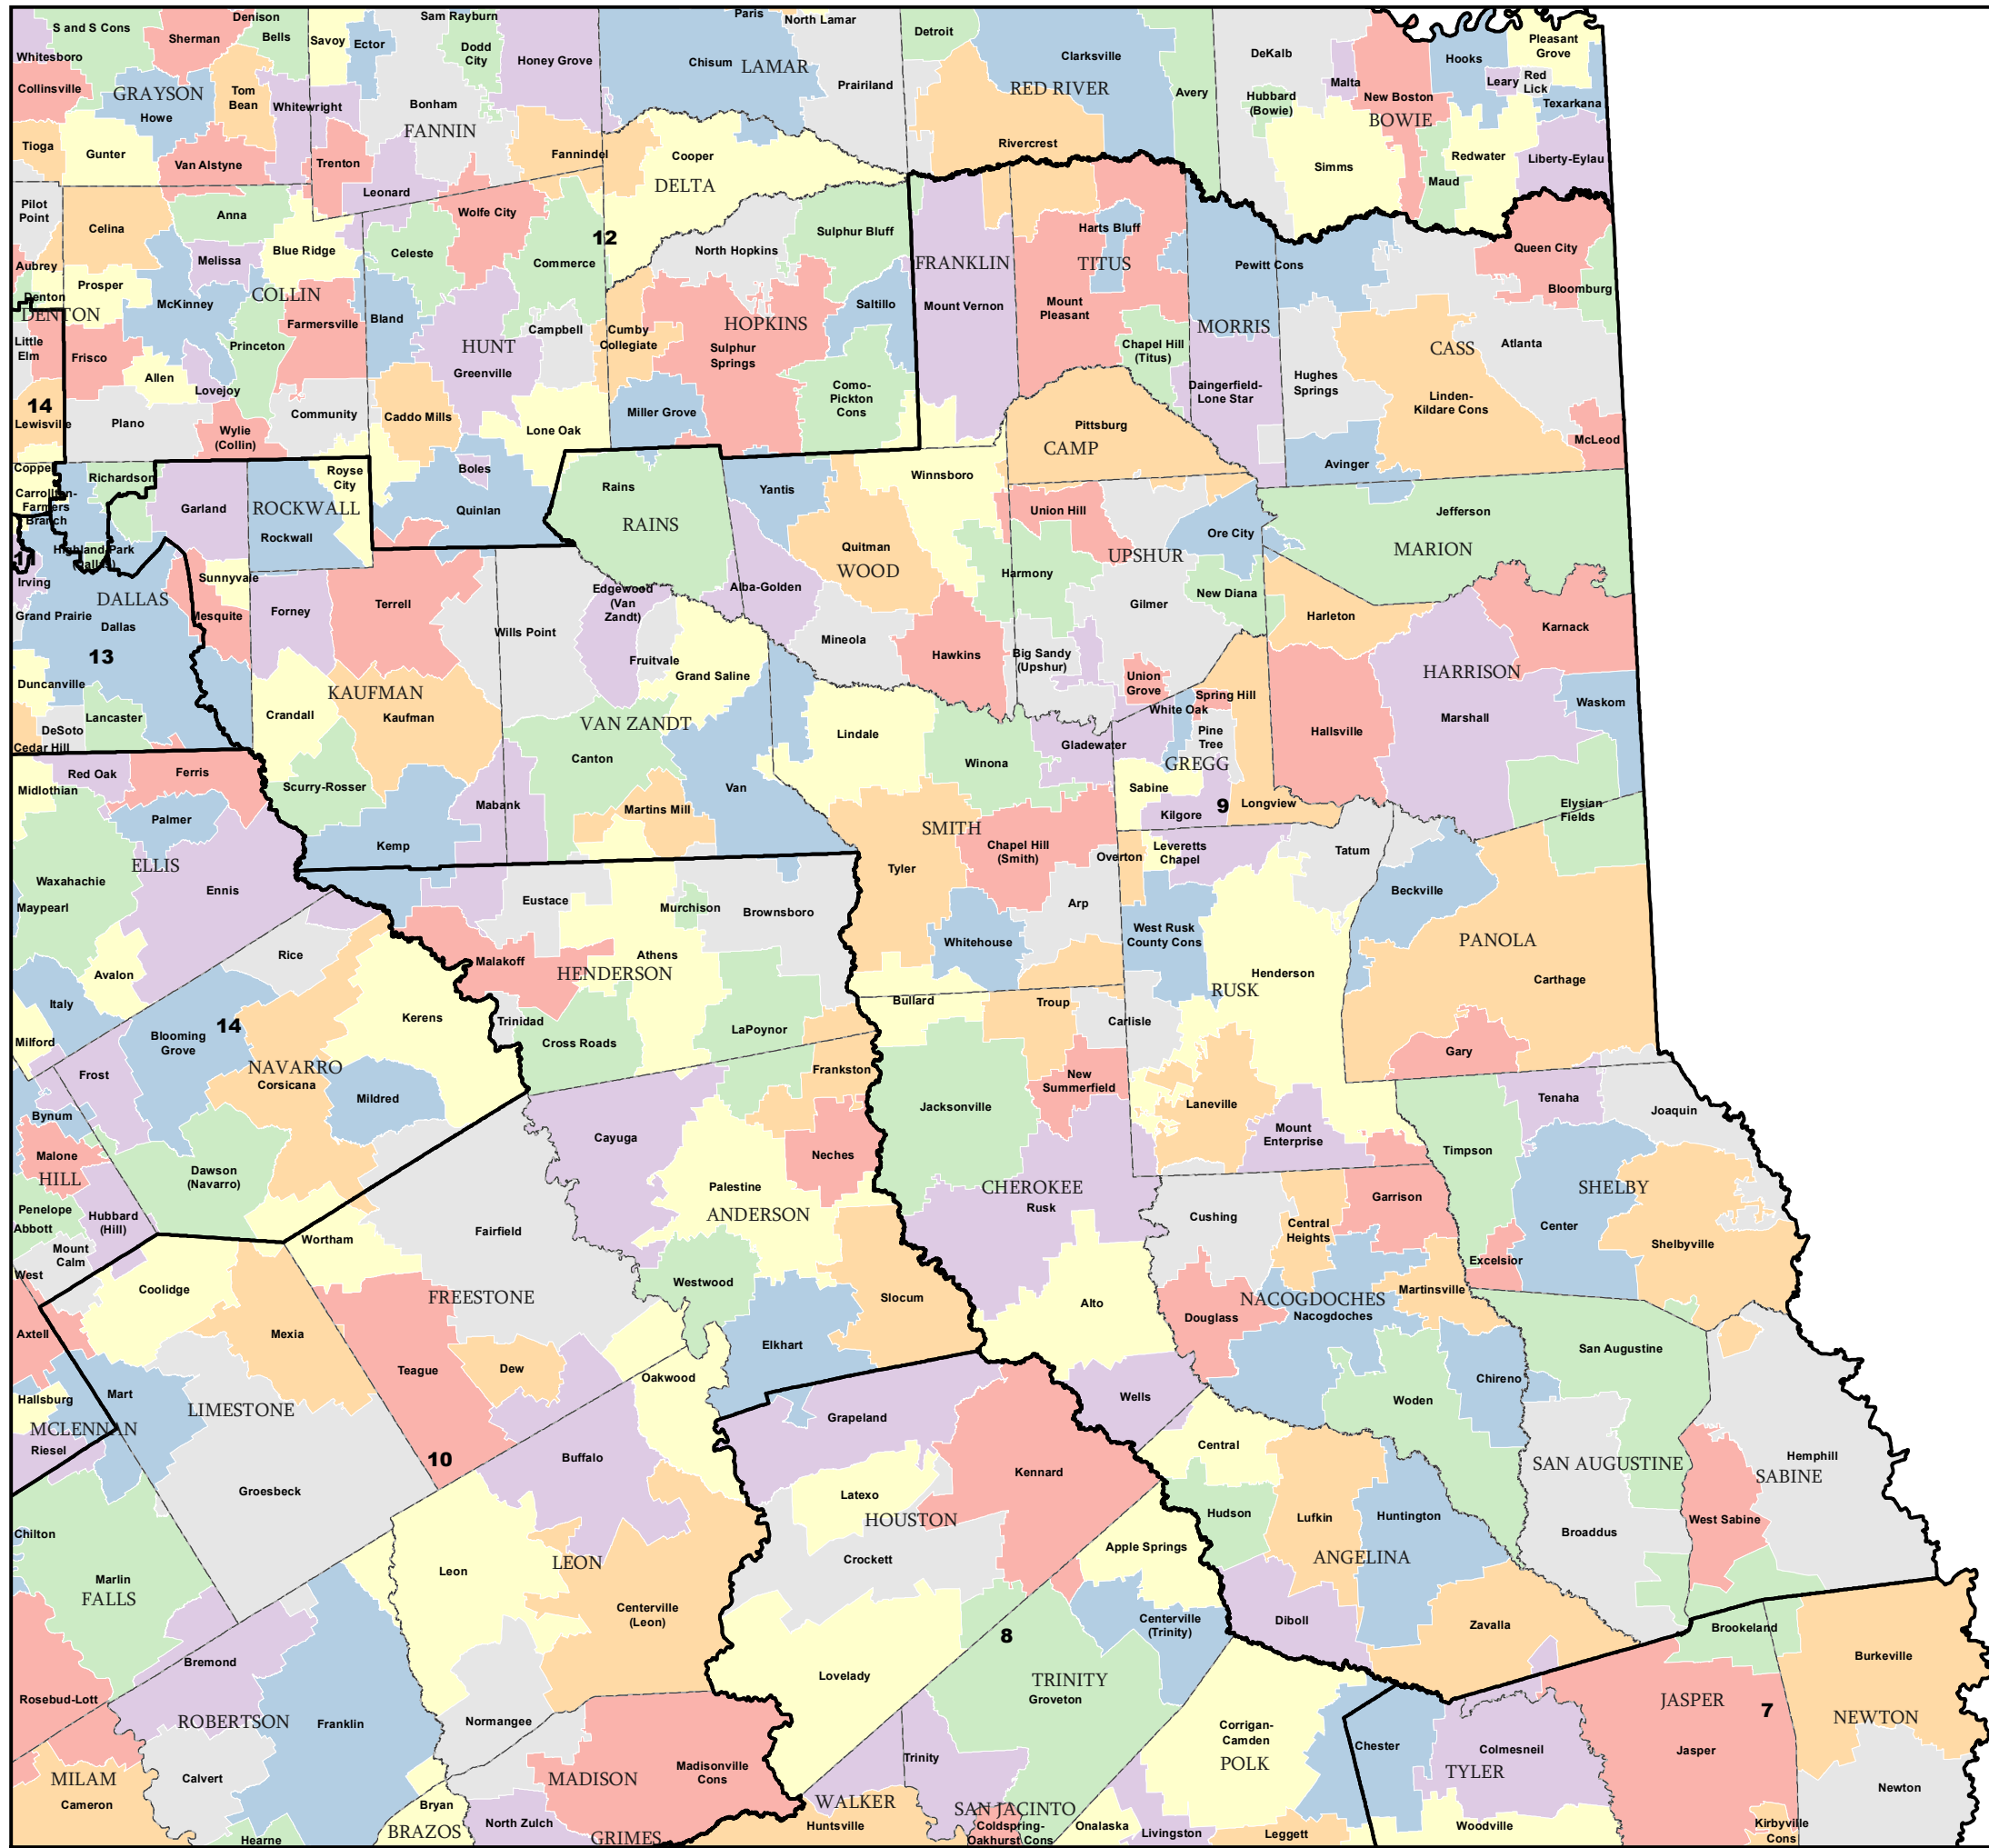 S and S Cons
Denison
Sherman
Bells
Savoy
Ector
Sam Rayburn
Dodd
City
Honey Grove
Paris
North Lamar
Chisum
LAMAR
Prairiland
Detroit
Clarksville
RED RIVER
Avery
DeKalb
Malta
Hubbard
(Bowie)
New Boston
BOWIE
Hooks
Pleasant
Grove
Leary
Red
Lick
Texarkana
Whitesboro
Collinsville
GRAYSON
Howe
Tom
Bean
Whitewright
Bonham
FANNIN
Tioga
Gunter
Van Alstyne
Trenton
Leonard
Fannindel
Cooper
DELTA
Rivercrest
Simms
Maud
Redwater
Liberty-Eylau
Pilot
Point
Celina
Anna
Blue Ridge
Melissa
Celeste
Wolfe City
Commerce
12
North Hopkins
Sulphur Bluff
FRANKLIN
Mount Vernon
Harts Bluff
TITUS
Mount
Pleasant
Chapel Hill
(Titus)
Pewitt Cons
MORRIS
Queen City
Bloomburg
Aubrey
Denton
DENTON
Prosper
McKinney
COLLIN
Farmersville
Princeton
Bland
HUNT
Greenville
Campbell
Cumby
Collegiate
HOPKINS
Sulphur
Springs
Saltillo
Little
Elm
Frisco
Allen
Lovejoy
Community
Caddo Mills
Lone Oak
Miller Grove
Como-
Pickton
Cons
Daingerfield-
Lone Star
Hughes
Springs
CASS
Atlanta
Linden-
Kildare Cons
McLeod
14
Lewisville
Plano
Wylie
(Collin)
Pittsburg
CAMP
Avinger
Richardson
Carrollton-
Farmers
Branch
Garland
ROCKWALL
Royse
City
Rockwall
Boles
Quinlan
Rains
RAINS
Yantis
Winnsboro
Quitman
WOOD
Union Hill
UPSHUR
Ore City
Jefferson
MARION
Highland Park
(Dallas)
Irving
Grand Prairie
DALLAS
Dallas
13
Sunnyvale
Mesquite
Forney
Terrell
Wills Point
Edgewood
(Van
Zandt)
Alba-Golden
Harmony
Gilmer
New Diana
Harleton
Karnack
HARRISON
Duncanville
DeSoto
Lancaster
Cedar Hill
Crandall
KAUFMAN
Kaufman
Fruitvale
Grand Saline
VAN ZANDT
Mineola
Hawkins
Big Sandy
(Upshur)
Union
Grove
Spring Hill
White Oak
Pine
Tree
GREGG
Hallsville
Marshall
Waskom
Red Oak
Ferris
Midlothian
Palmer
Scurry-Rosser
Kemp
Mabank
Canton
Martins Mill
Van
Lindale
Winona
Gladewater
Sabine
Kilgore
9
Longview
Elysian
Fields
ELLIS
Waxahachie
Maypearl
Ennis
Eustace
Murchison
Brownsboro
SMITH
Tyler
Chapel Hill
(Smith)
Overton
Leveretts
Chapel
Tatum
Beckville
Arp
Whitehouse
West Rusk
County Cons
Avalon
Rice
Malakoff
HENDERSON
Athens
Henderson
RUSK
PANOLA
Carthage
Italy
Milford
14
Blooming
Grove
Kerens
Trinidad
Cross Roads
LaPoynor
Bullard
Troup
Carlisle
Gary
Frost
NAVARRO
Corsicana
Mildred
Frankston
Jacksonville
New
Summerfield
Laneville
Mount
Enterprise
Tenaha
Joaquin
Bynum
Malone
HILL
Dawson
(Navarro)
Cayuga
Neches
Timpson
Penelope
Abbott
Hubbard
(Hill)
Palestine
ANDERSON
CHEROKEE
Rusk
Cushing
Garrison
Central
Heights
SHELBY
Center
Shelbyville
Mount
Calm
West
Wortham
Fairfield
Westwood
Slocum
Alto
Excelsior
Coolidge
Mexia
FREESTONE
Douglass
NACOGDOCHES
Nacogdoches
Martinsville
Axtell
Teague
Dew
Oakwood
Elkhart
Wells
Woden
Chireno
San Augustine
Hallsburg
MCLENNAN
Riesel
Mart
LIMESTONE
Grapeland
Central
SAN AUGUSTINE
Hemphill
SABINE
10
Groesbeck
Buffalo
Latexo
HOUSTON
Kennard
Hudson
Lufkin
Huntington
ANGELINA
Broaddus
West Sabine
Chilton
Marlin
FALLS
Leon
LEON
Crockett
Apple Springs
Centerville
(Leon)
Centerville
(Trinity)
Diboll
Zavalla
Brookeland
Burkeville
Bremond
Lovelady
8
TRINITY
Groveton
Rosebud-Lott
ROBERTSON
Franklin
Normangee
Corrigan-
Camden
POLK
Chester
Colmesneil
TYLER
JASPER
7
Jasper
NEWTON
Newton
MILAM
Cameron
Calvert
MADISON
Madisonville
Cons
Trinity
Bryan
BRAZOS
North Zulch
GRIMES
WALKER
Huntsville
SAN JACINTO
Coldspring-
Oakhurst Cons
Onalaska
Livingston
Leggett
Woodville
Kirbyville
Cons
Hearne